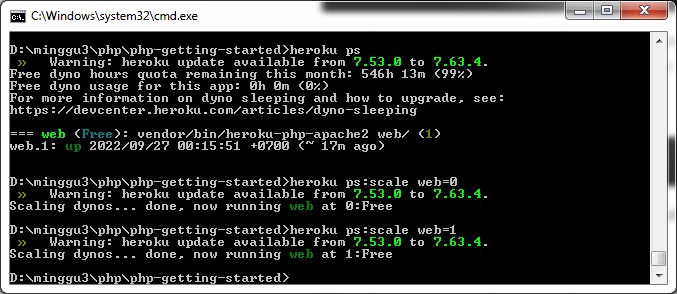 C:\Windows\system32\cmd.exe
D:\minggu3\php\php-getting-started>heroku ps
» Warning: heroku update available from 7.53.0 to 7.63.4.
Free dyno hours quota remaining this month: 546h 13m (99%)
Free dyno usage for this app: 0h 0m (0%)
For more information on dyno sleeping and how to upgrade, see:
https://devcenter.heroku.com/articles/dyno-sleeping
=== web (Free): vendor/bin/heroku-php-apache2 web/ (1)
web.1: up 2022/09/27 00:15:51 +0700 (~ 17m ago)
D:\minggu3\php\php-getting-started>heroku ps:scale web=0
» Warning: heroku update available from 7.53.0 to 7.63.4.
Scaling dynos... done, now running web at 0:Free
D:\minggu3\php\php-getting-started>heroku ps:scale web=1
» Warning: heroku update available from 7.53.0 to 7.63.4.
Scaling dynos... done, now running web at 1:Free
D:\minggu3\php\php-getting-started>